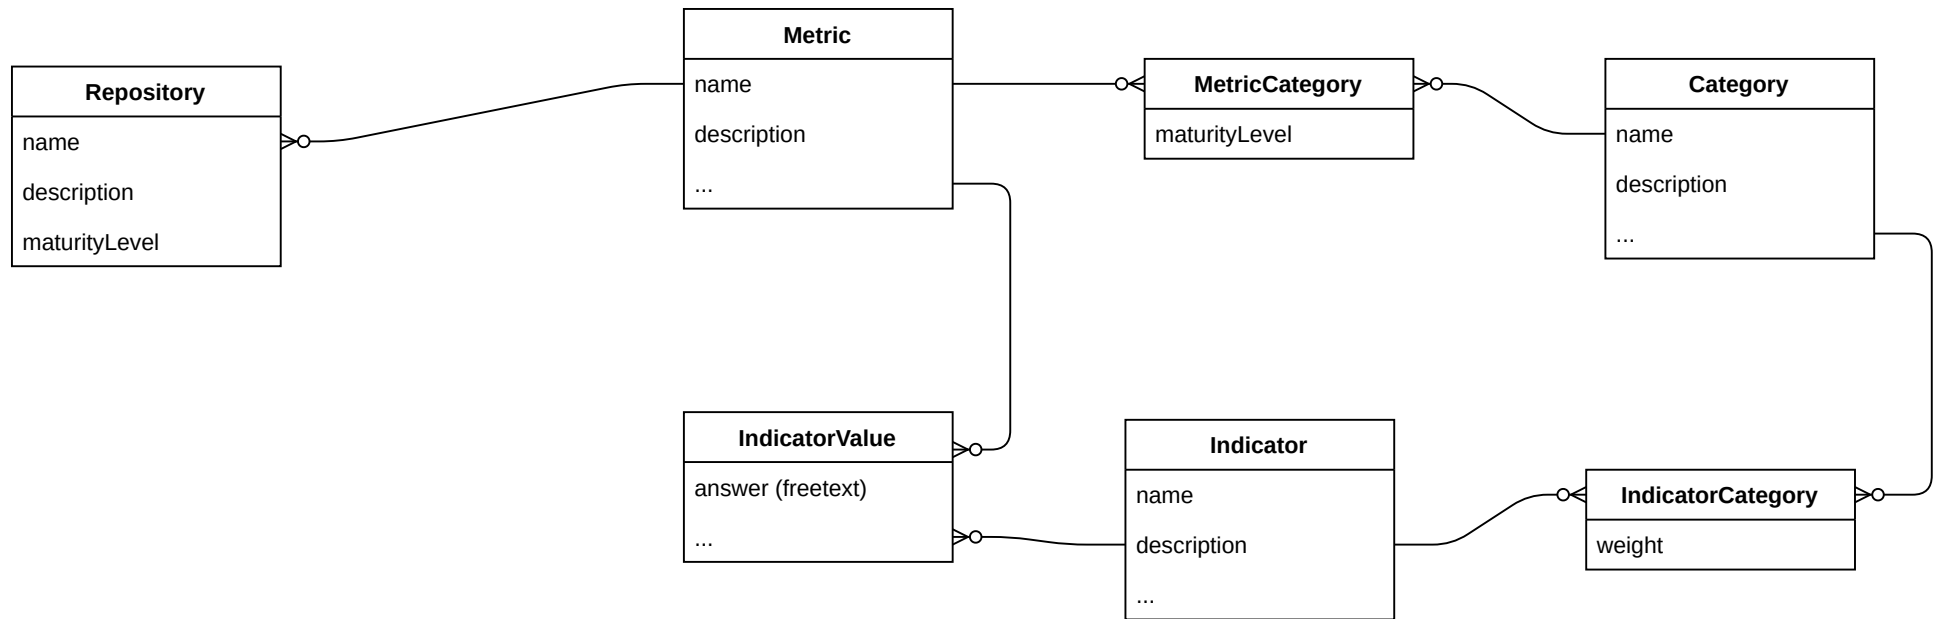 Repository
name
description
maturityLevel
Metric
name
description
...
MetricCategory
maturityLevel
Category
name
description
...
IndicatorValue
answer (freetext)
...
Indicator
name
description
...
IndicatorCategory
weight